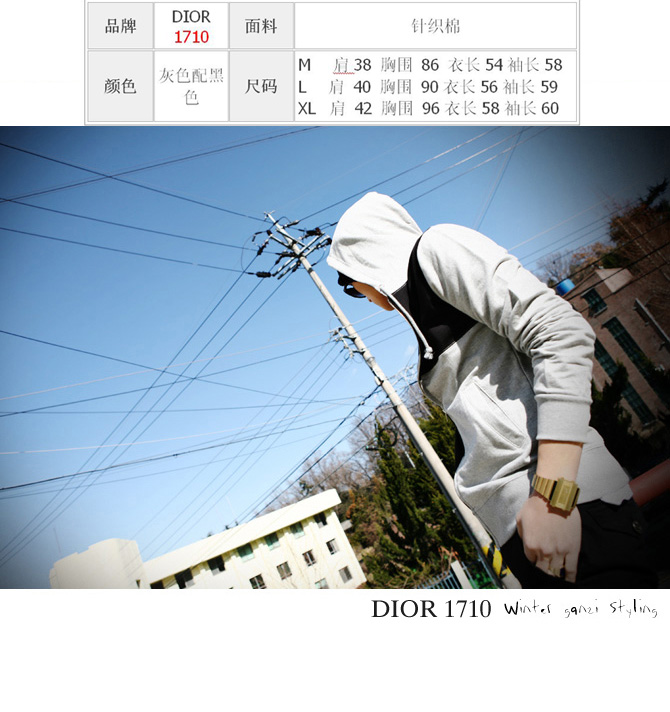 品牌 DIOR 1710 面料 针织棉
颜色 灰色配黑色 尺码
M 肩 38 胸围 86 衣长 54 袖长 58
L 肩 40 胸围 90 衣长 56 袖长 59
XL 肩 42 胸围 96 衣长 58 袖长 60
DIOR 1710 Winter ganzi Styling